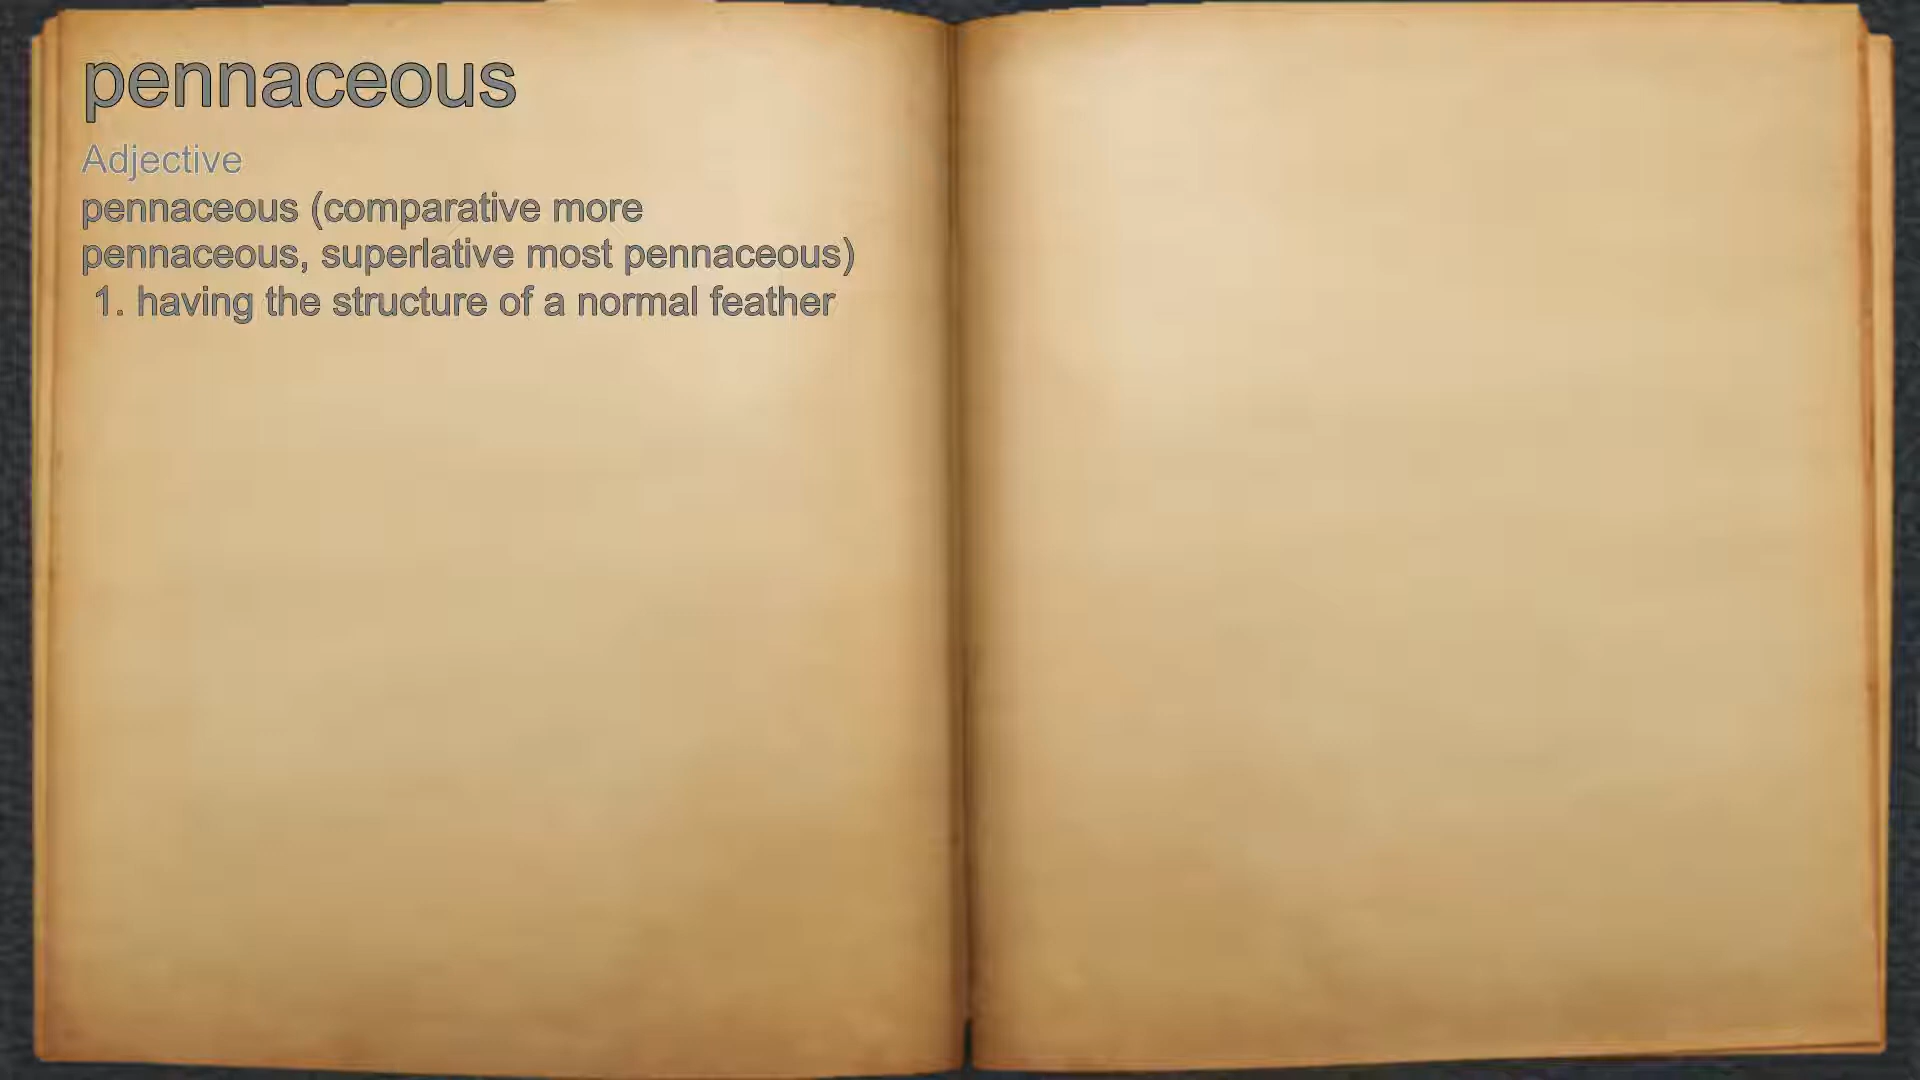 pennaceous
Adjective
pennaceous (comparative more
pennaceous, superlative most pennaceous)
1. having the structure of a normal feather